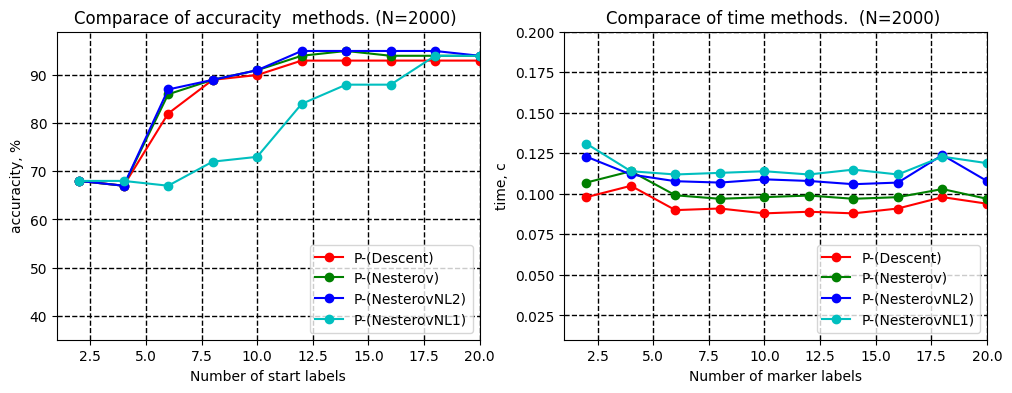 Comparace of accuracity  methods. (N=2000)
accuracity, %
90
80
70
60
50
40
2.5 5.0 7.5 10.0 12.5 15.0 17.5 20.0
Number of start labels
P-(Descent)
P-(Nesterov)
P-(NesterovNL2)
P-(NesterovNL1)
Comparace of time methods.  (N=2000)
time, c
0.200
0.175
0.150
0.125
0.100
0.075
0.050
0.025
2.5 5.0 7.5 10.0 12.5 15.0 17.5 20.0
Number of marker labels
P-(Descent)
P-(Nesterov)
P-(NesterovNL2)
P-(NesterovNL1)